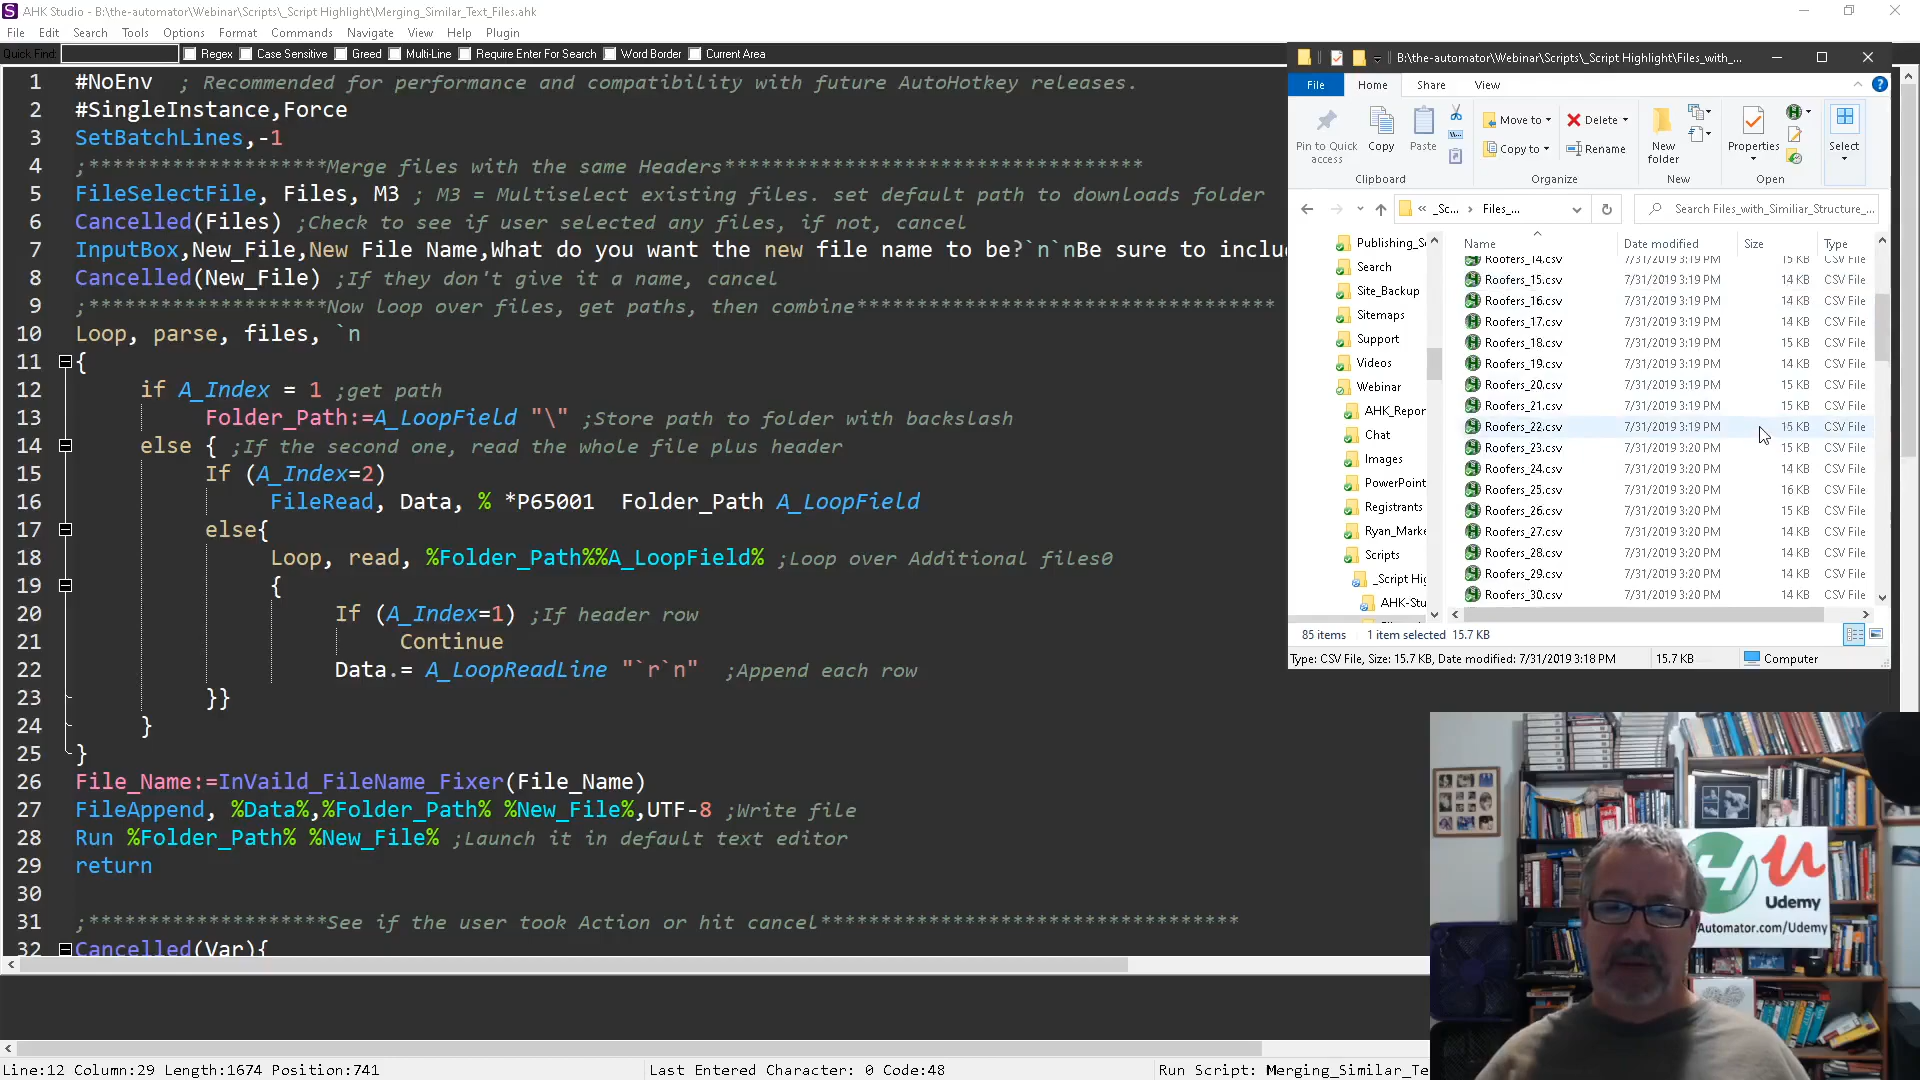 AHK Studio - B:\the-automator\Webinar\Scripts\_Script Highlight\Merging_Similar_Text_Files.ahk
File Edit Search Tools Options Format Commands Navigate View Help Plugin
Quick Find: Regex Case Sensitive Greed Multi-Line Require Enter For Search Word Border Current Area
1 #NoEnv ; Recommended for performance and compatibility with future AutoHotkey releases.
2 #SingleInstance,Force
3 SetBatchLines,-1
4 ;********************Merge files with the same Headers***********************************
5 FileSelectFile, Files, M3 ; M3 = Multiselect existing files. set default path to downloads folder
6 Cancelled(Files) ;Check to see if user selected any files, if not, cancel
7 InputBox,New_File,New File Name,What do you want the new file name to be?`n`nBe sure to inclu
8 Cancelled(New_File) ;If they don't give it a name, cancel
9 ;********************Now loop over files, get paths, then combine***********************************
10 Loop, parse, files, `n
11 {
12 if A_Index = 1 ;get path
13 Folder_Path:=A_LoopField "\" ;Store path to folder with backslash
14 else { ;If the second one, read the whole file plus header
15 If (A_Index=2)
16 FileRead, Data, % *P65001 Folder_Path A_LoopField
17 else{
18 Loop, read, %Folder_Path%%A_LoopField% ;Loop over Additional files0
19 {
20 If (A_Index=1) ;If header row
21 Continue
22 Data.= A_LoopReadLine "`r`n" ;Append each row
23 }}
24 }
25 }
26 File_Name:=InVaild_FileName_Fixer(File_Name)
27 FileAppend, %Data%,%Folder_Path% %New_File%,UTF-8 ;Write file
28 Run %Folder_Path% %New_File% ;Launch it in default text editor
29 return
30
31 ;********************See if the user took Action or hit cancel***********************************
32 Cancelled(Var){
Line:12 Column:29 Length:1674 Position:741 Last Entered Character: 0 Code:48 Run Script: Merging_Similar_Te
B:\the-automator\Webinar\Scripts\_Script Highlight\Files_with_...
File Home Share View
Pin to Quick access Copy Paste Move to Copy to Delete Rename New folder Properties Select
Clipboard Organize New Open
« _Sc... › Files_... Search Files_with_Similiar_Structure_...
Publishing_S
Search
Site_Backup
Sitemaps
Support
Videos
Webinar
AHK_Repor
Chat
Images
PowerPoint
Registrants
Ryan_Marke
Scripts
_Script Hig
AHK-Stu
Name Date modified Size Type
Roofers_14.csv 7/31/2019 3:19 PM 15 KB CSV File
Roofers_15.csv 7/31/2019 3:19 PM 14 KB CSV File
Roofers_16.csv 7/31/2019 3:19 PM 14 KB CSV File
Roofers_17.csv 7/31/2019 3:19 PM 14 KB CSV File
Roofers_18.csv 7/31/2019 3:19 PM 15 KB CSV File
Roofers_19.csv 7/31/2019 3:19 PM 14 KB CSV File
Roofers_20.csv 7/31/2019 3:19 PM 15 KB CSV File
Roofers_21.csv 7/31/2019 3:19 PM 15 KB CSV File
Roofers_22.csv 7/31/2019 3:19 PM 15 KB CSV File
Roofers_23.csv 7/31/2019 3:20 PM 15 KB CSV File
Roofers_24.csv 7/31/2019 3:20 PM 14 KB CSV File
Roofers_25.csv 7/31/2019 3:20 PM 16 KB CSV File
Roofers_26.csv 7/31/2019 3:20 PM 15 KB CSV File
Roofers_27.csv 7/31/2019 3:20 PM 14 KB CSV File
Roofers_28.csv 7/31/2019 3:20 PM 14 KB CSV File
Roofers_29.csv 7/31/2019 3:20 PM 14 KB CSV File
Roofers_30.csv 7/31/2019 3:20 PM 14 KB CSV File
85 items 1 item selected 15.7 KB
Type: CSV File, Size: 15.7 KB, Date modified: 7/31/2019 3:18 PM 15.7 KB Computer
Udemy
Automator.com/Udemy